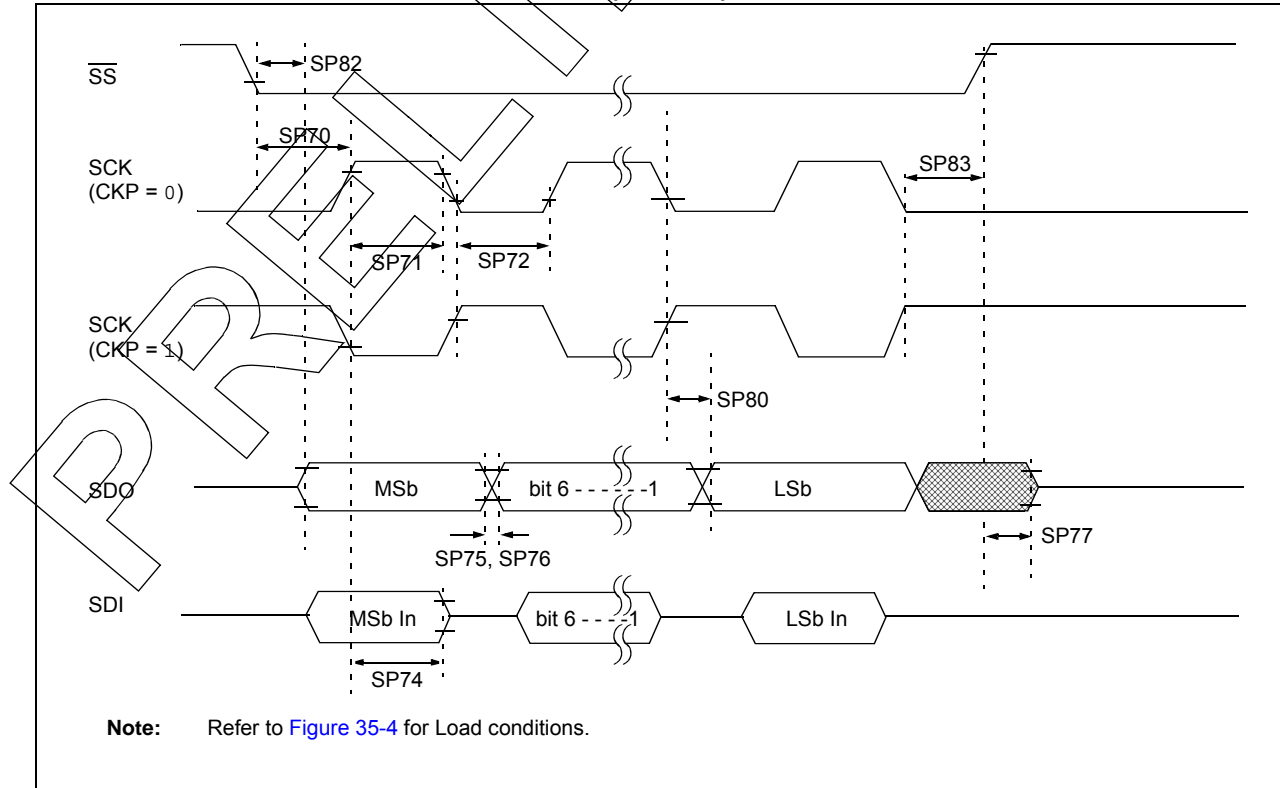 SS
SP82
SP70
SCK
(CKP = 0)
SP83
SP71
SP72
SCK
(CKP = 1)
SP80
SDO
MSb
bit 6 - - - - - -1
LSb
SP77
SP75, SP76
SDI
MSb In
bit 6 - - - -1
LSb In
SP74
Note: Refer to Figure 35-4 for Load conditions.
PRELI